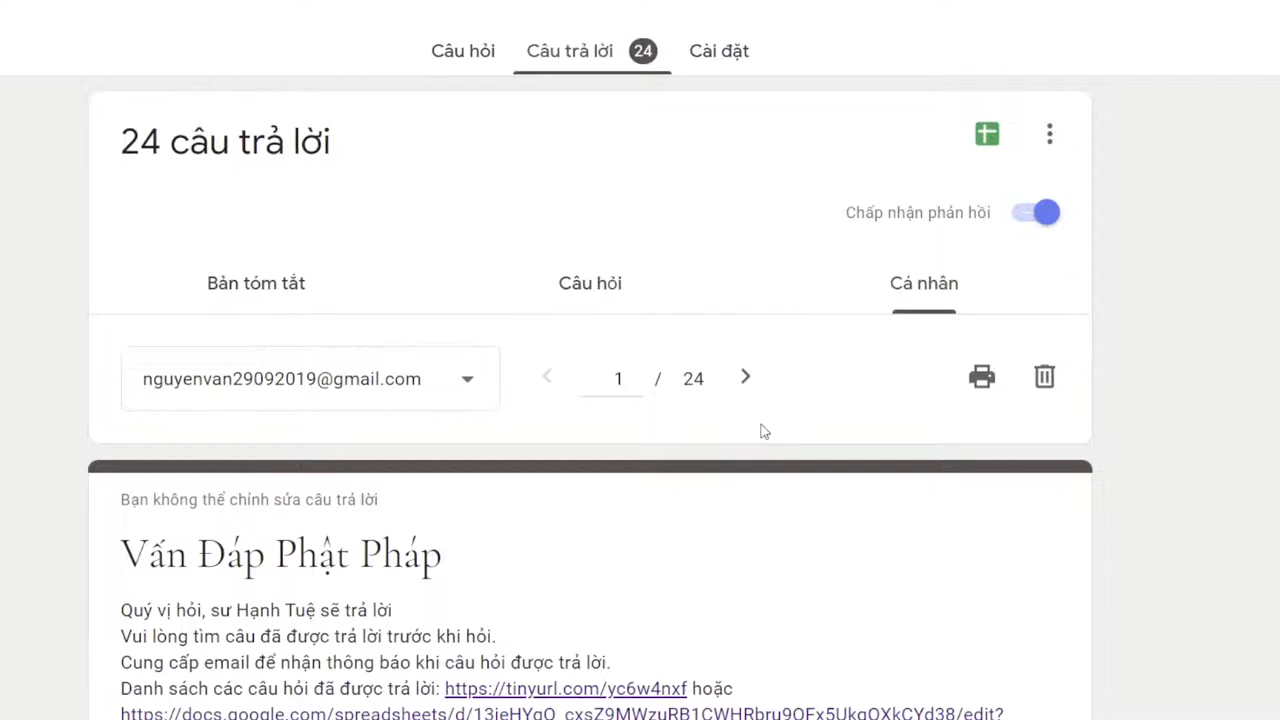 Câu hỏi Câu trả lời 24 Cài đặt
24 câu trả lời
Chấp nhận phản hồi
Bản tóm tắt Câu hỏi Cá nhân
nguyenvan29092019@gmail.com 1 / 24
Bạn không thể chỉnh sửa câu trả lời
Vấn Đáp Phật Pháp
Quý vị hỏi, sư Hạnh Tuệ sẽ trả lời
Vui lòng tìm câu đã được trả lời trước khi hỏi.
Cung cấp email để nhận thông báo khi câu hỏi được trả lời.
Danh sách các câu hỏi đã được trả lời: https://tinyurl.com/yc6w4nxf hoặc